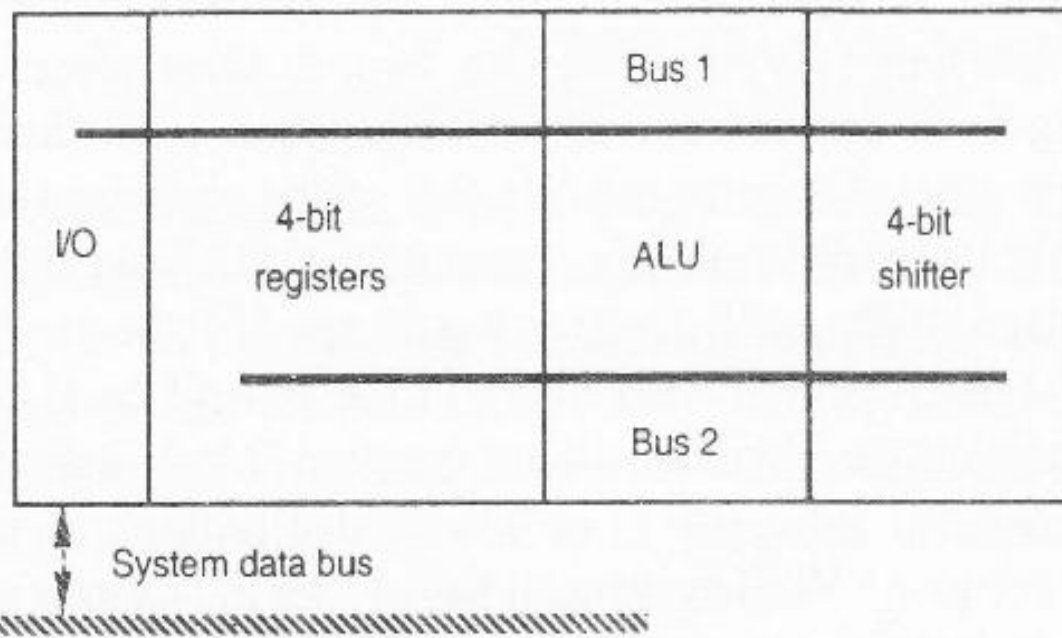 Bus 1
I/O
4-bit
registers
ALU
4-bit
shifter
Bus 2
System data bus